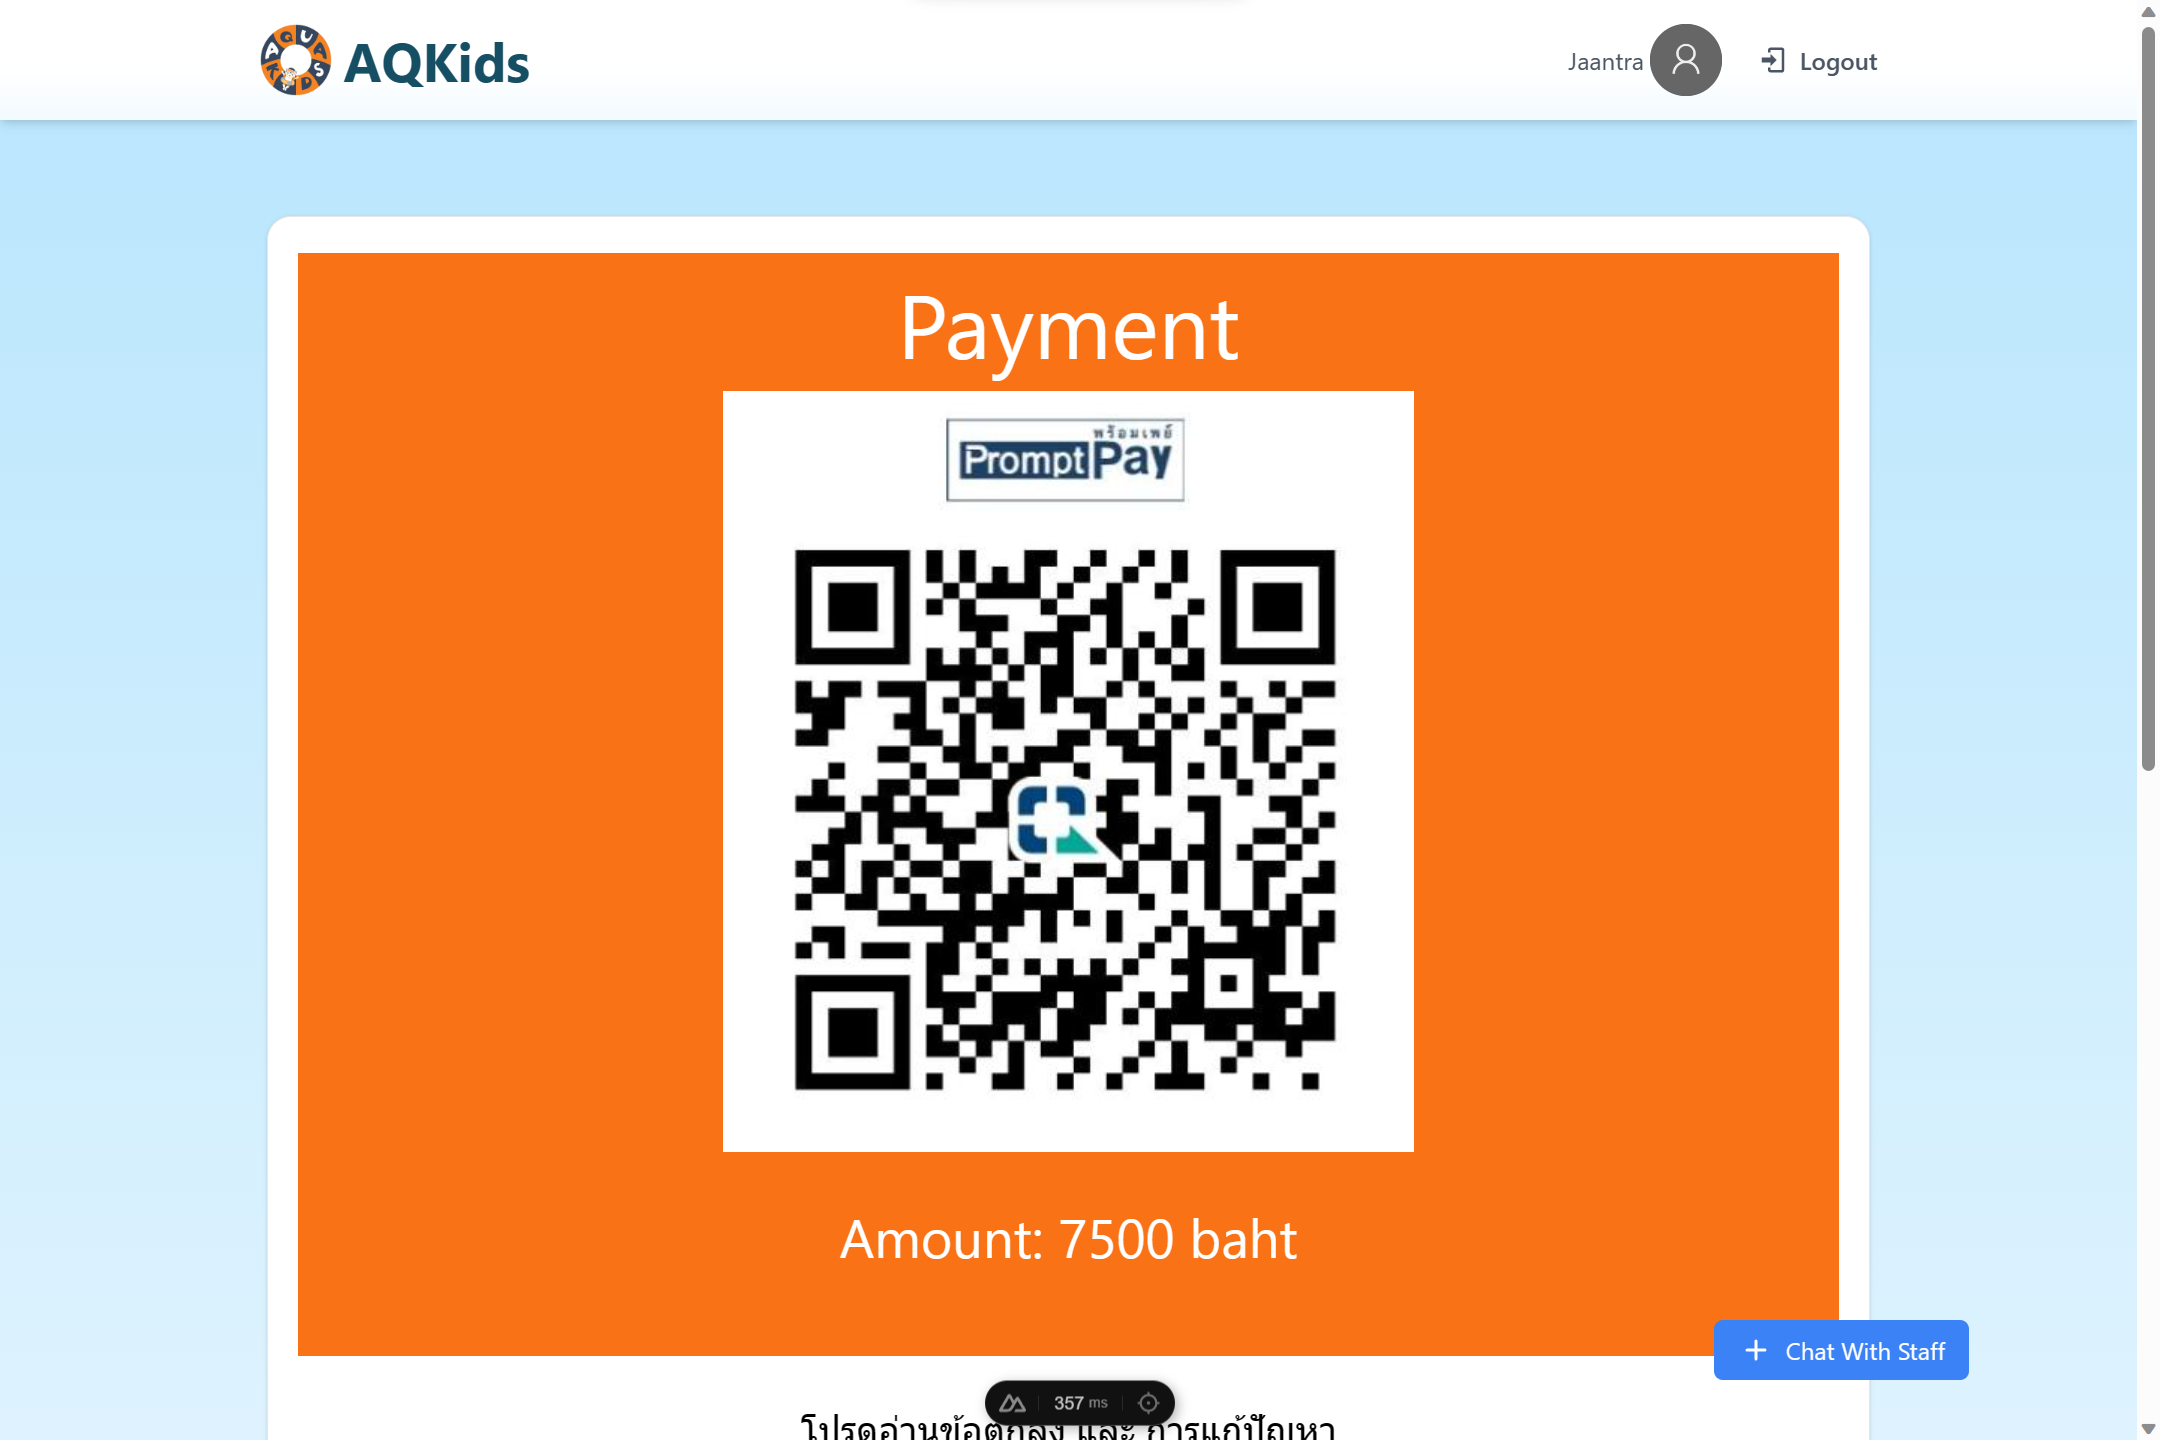 AQUA KIDS
AQKids
Jaantra
Logout
Payment
พร้อมเพย์
PromptPay
Amount: 7500 baht
Chat With Staff
357 ms
โปรดอ่านข้อตกลง และ การแก้ปัญหา